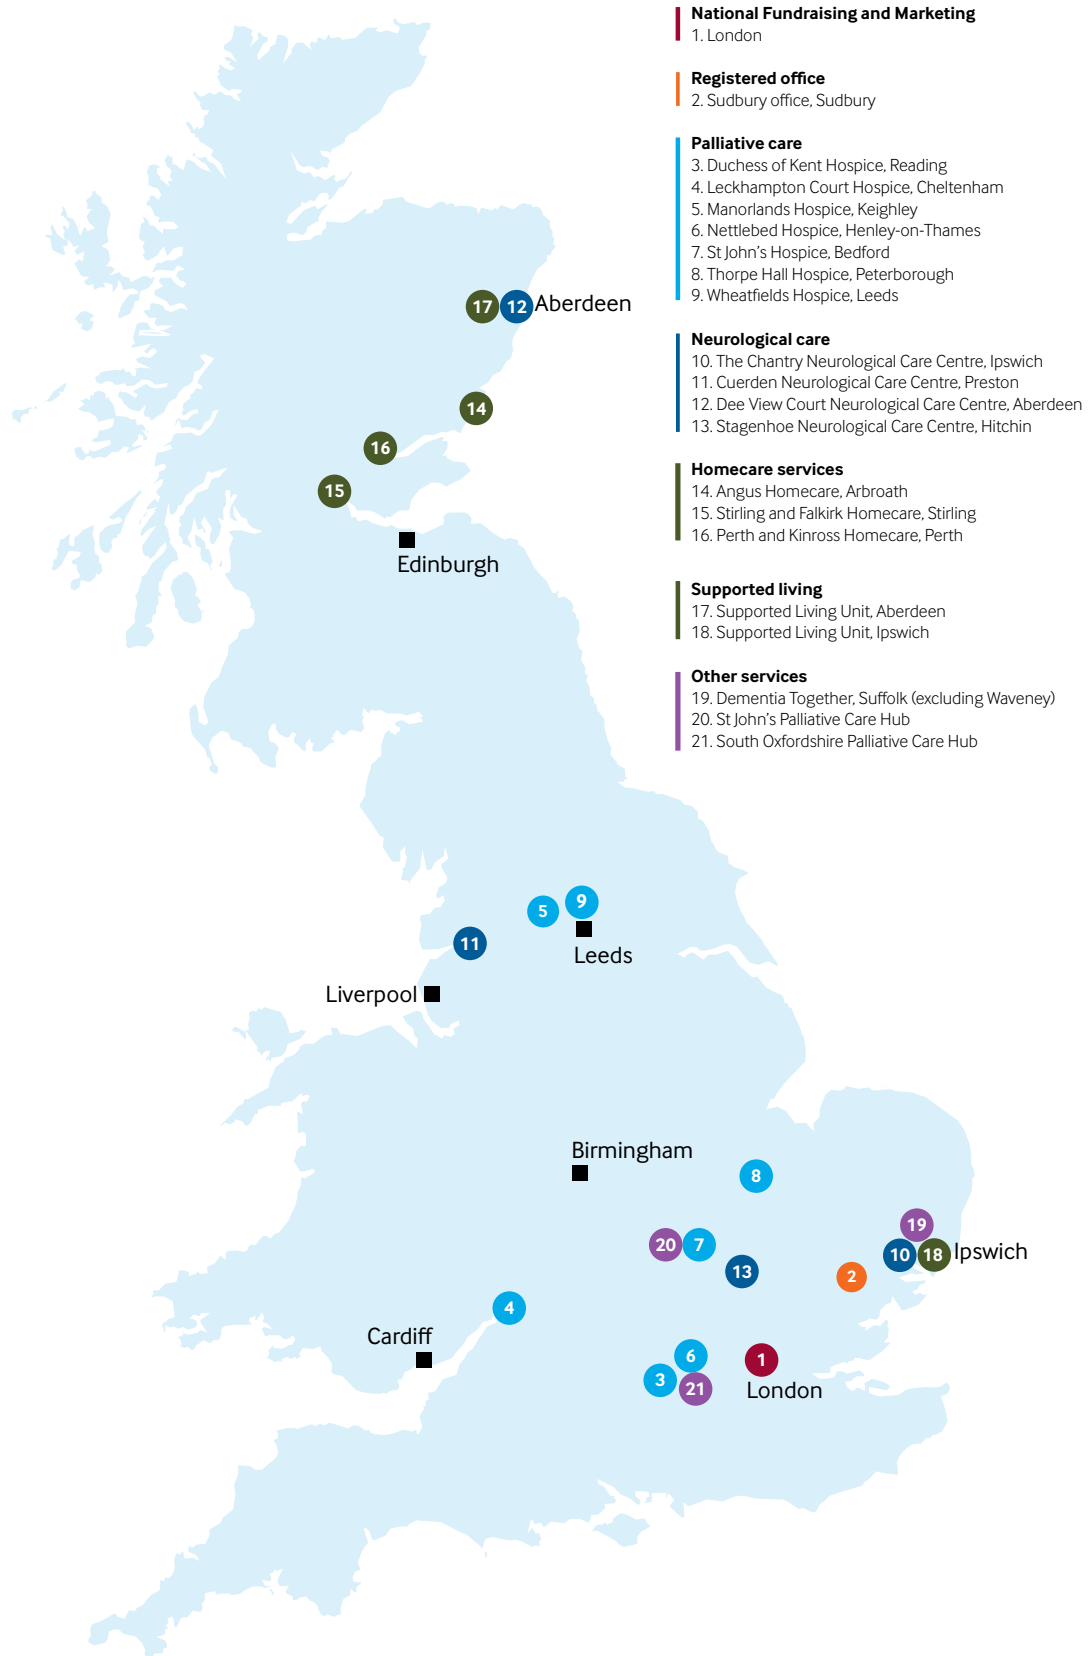 National Fundraising and Marketing
1. London
Registered office
2. Sudbury office, Sudbury
Palliative care
3. Duchess of Kent Hospice, Reading
4. Leckhampton Court Hospice, Cheltenham
5. Manorlands Hospice, Keighley
6. Nettlebed Hospice, Henley-on-Thames
7. St John's Hospice, Bedford
8. Thorpe Hall Hospice, Peterborough
9. Wheatfields Hospice, Leeds
Neurological care
10. The Chantry Neurological Care Centre, Ipswich
11. Cuerden Neurological Care Centre, Preston
12. Dee View Court Neurological Care Centre, Aberdeen
13. Stagenhoe Neurological Care Centre, Hitchin
Homecare services
14. Angus Homecare, Arbroath
15. Stirling and Falkirk Homecare, Stirling
16. Perth and Kinross Homecare, Perth
Supported living
17. Supported Living Unit, Aberdeen
18. Supported Living Unit, Ipswich
Other services
19. Dementia Together, Suffolk (excluding Waveney)
20. St John's Palliative Care Hub
21. South Oxfordshire Palliative Care Hub
17 12 Aberdeen
14
16
15
Edinburgh
5 9
Leeds
11
Liverpool
Birmingham
8
19
20 7
10 18 Ipswich
13
2
4
Cardiff
6
1
3
21
London